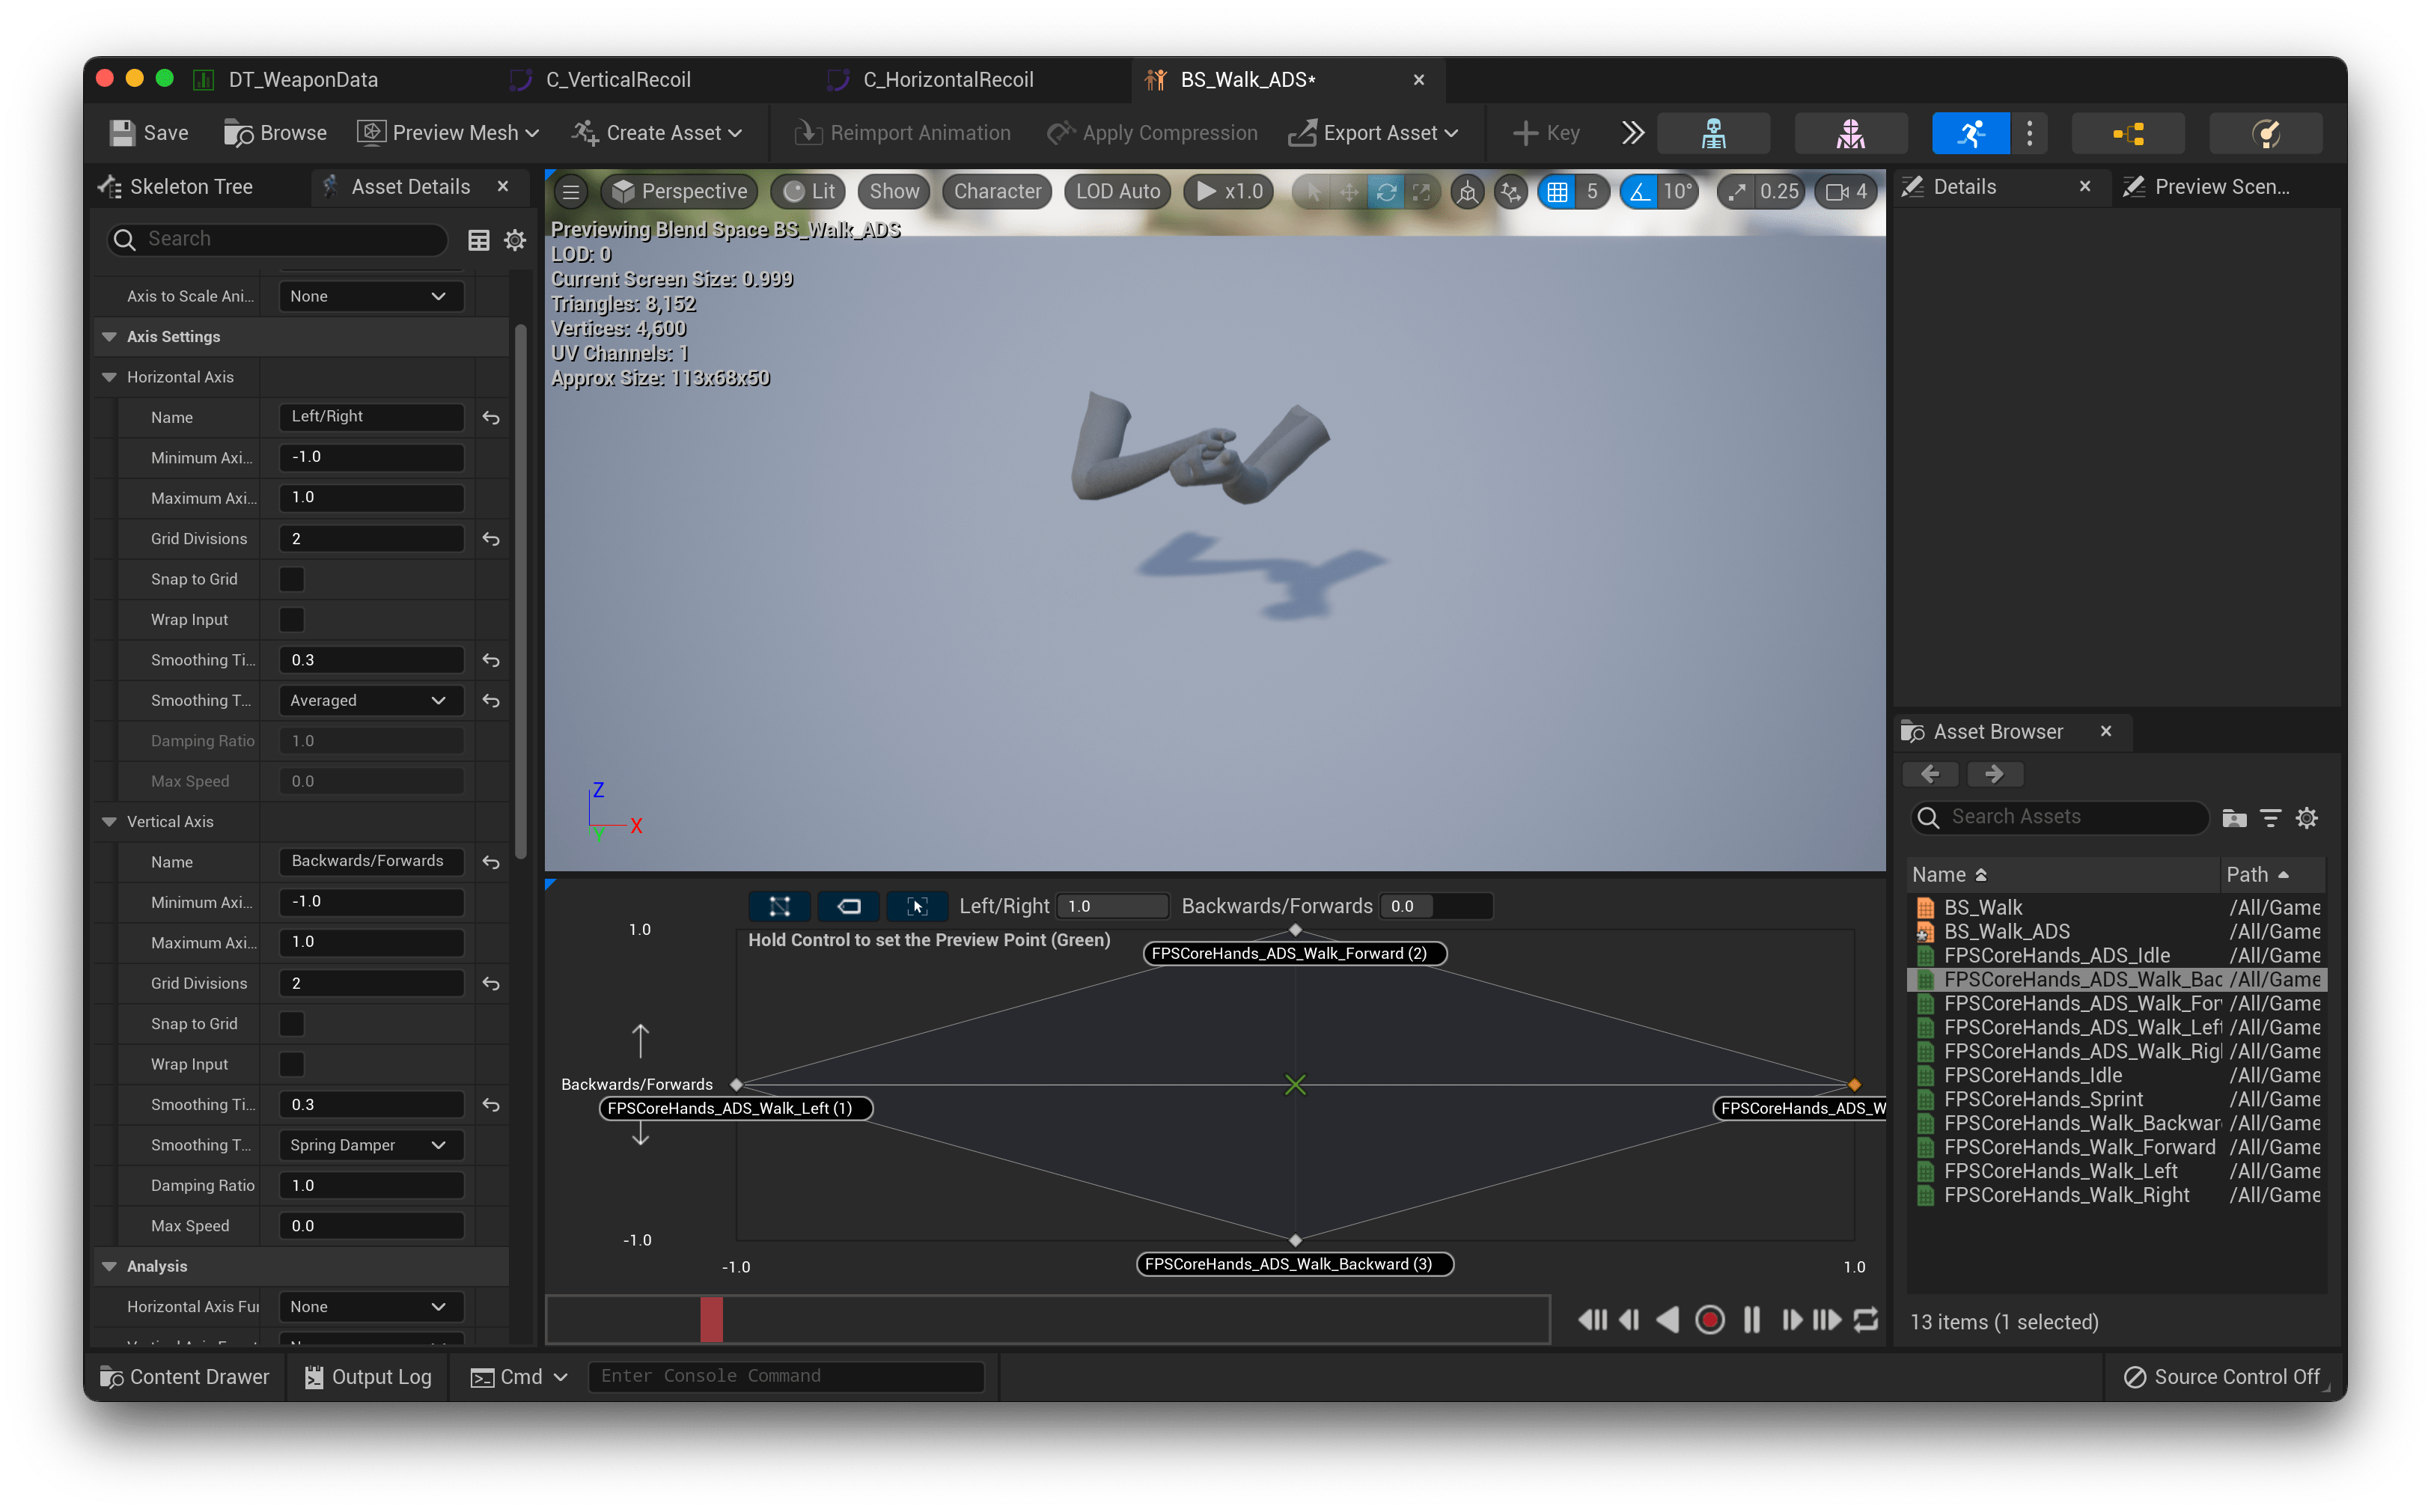 DT_WeaponData
C_VerticalRecoil
C_HorizontalRecoil
BS_Walk_ADS*
Save
Browse
Preview Mesh
Create Asset
Reimport Animation
Apply Compression
Export Asset
Key
Skeleton Tree
Asset Details
Search
Axis to Scale Ani...
None
Axis Settings
Horizontal Axis
Name
Left/Right
Minimum Axi...
-1.0
Maximum Axi...
1.0
Grid Divisions
2
Snap to Grid
Wrap Input
Smoothing Ti...
0.3
Smoothing T...
Averaged
Damping Ratio
1.0
Max Speed
0.0
Vertical Axis
Name
Backwards/Forwards
Minimum Axi...
-1.0
Maximum Axi...
1.0
Grid Divisions
2
Snap to Grid
Wrap Input
Smoothing Ti...
0.3
Smoothing T...
Spring Damper
Damping Ratio
1.0
Max Speed
0.0
Analysis
Horizontal Axis Fu
None
Perspective
Lit
Show
Character
LOD Auto
x1.0
5
10°
0.25
4
Previewing Blend Space BS_Walk_ADS
LOD: 0
Current Screen Size: 0.999
Triangles: 8,152
Vertices: 4,600
UV Channels: 1
Approx Size: 113x68x50
Z
X
Y
Left/Right
1.0
Backwards/Forwards
0.0
1.0
Hold Control to set the Preview Point (Green)
FPSCoreHands_ADS_Walk_Forward (2)
Backwards/Forwards
FPSCoreHands_ADS_Walk_Left (1)
FPSCoreHands_ADS_W
-1.0
FPSCoreHands_ADS_Walk_Backward (3)
-1.0
1.0
Details
Preview Scen...
Asset Browser
Search Assets
Name
Path
BS_Walk /All/Game
BS_Walk_ADS /All/Game
FPSCoreHands_ADS_Idle /All/Game
FPSCoreHands_ADS_Walk_Bac /All/Game
FPSCoreHands_ADS_Walk_For /All/Game
FPSCoreHands_ADS_Walk_Left /All/Game
FPSCoreHands_ADS_Walk_Rig /All/Game
FPSCoreHands_Idle /All/Game
FPSCoreHands_Sprint /All/Game
FPSCoreHands_Walk_Backwar /All/Game
FPSCoreHands_Walk_Forward /All/Game
FPSCoreHands_Walk_Left /All/Game
FPSCoreHands_Walk_Right /All/Game
13 items (1 selected)
Content Drawer
Output Log
Cmd
Enter Console Command
Source Control Off